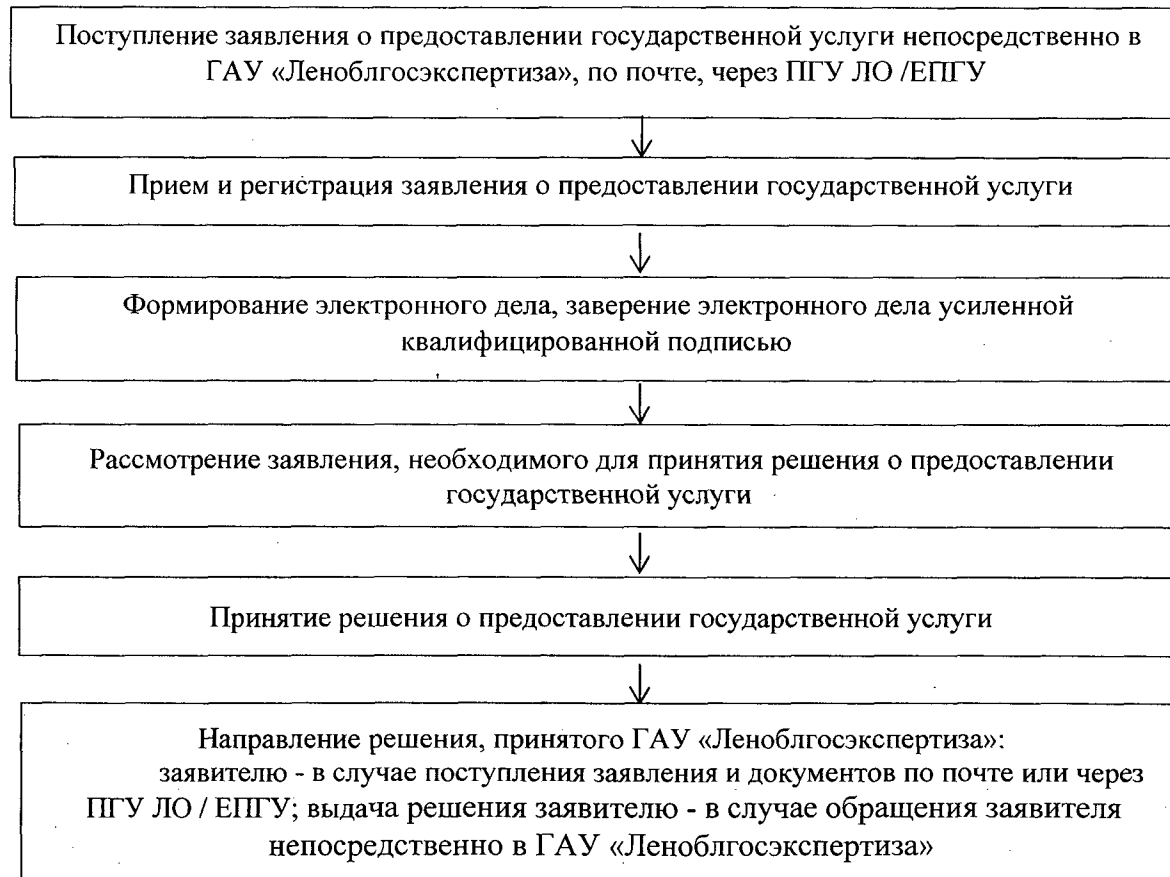 Поступление заявления о предоставлении государственной услуги непосредственно в
ГАУ «Леноблгосэкспертиза», по почте, через ПГУ ЛО /ЕПГУ
Прием и регистрация заявления о предоставлении государственной услуги
Формирование электронного дела, заверение электронного дела усиленной
квалифицированной подписью
Рассмотрение заявления, необходимого для принятия решения о предоставлении
государственной услуги
Принятие решения о предоставлении государственной услуги
Направление решения, принятого ГАУ «Леноблгосэкспертиза»:
заявителю - в случае поступления заявления и документов по почте или через
ПГУ ЛО / ЕПГУ; выдача решения заявителю - в случае обращения заявителя
непосредственно в ГАУ «Леноблгосэкспертиза»